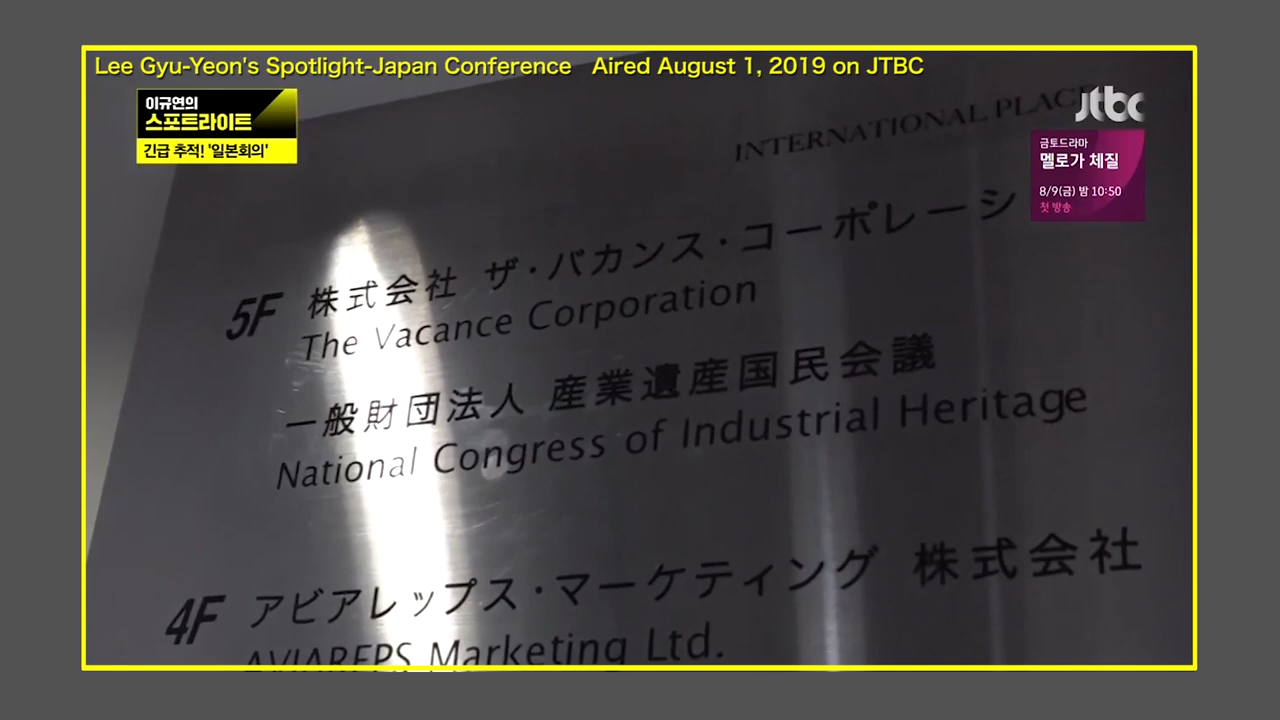 Lee Gyu-Yeon's Spotlight-Japan Conference Aired August 1, 2019 on JTBC
이규연의
스포트라이트
긴급 추적! '일본회의'
jtbc
금토드라마
멜로가 체질
8/9(금) 밤 10:50
첫 방송
INTERNATIONAL PLAC
5F 株式会社 ザ・バカンス・コーポレーシ
The Vacance Corporation
一般財団法人 産業遺産国民会議
National Congress of Industrial Heritage
4F アビアレップス・マーケティング 株式会社
AVIAREPS Marketing Ltd.